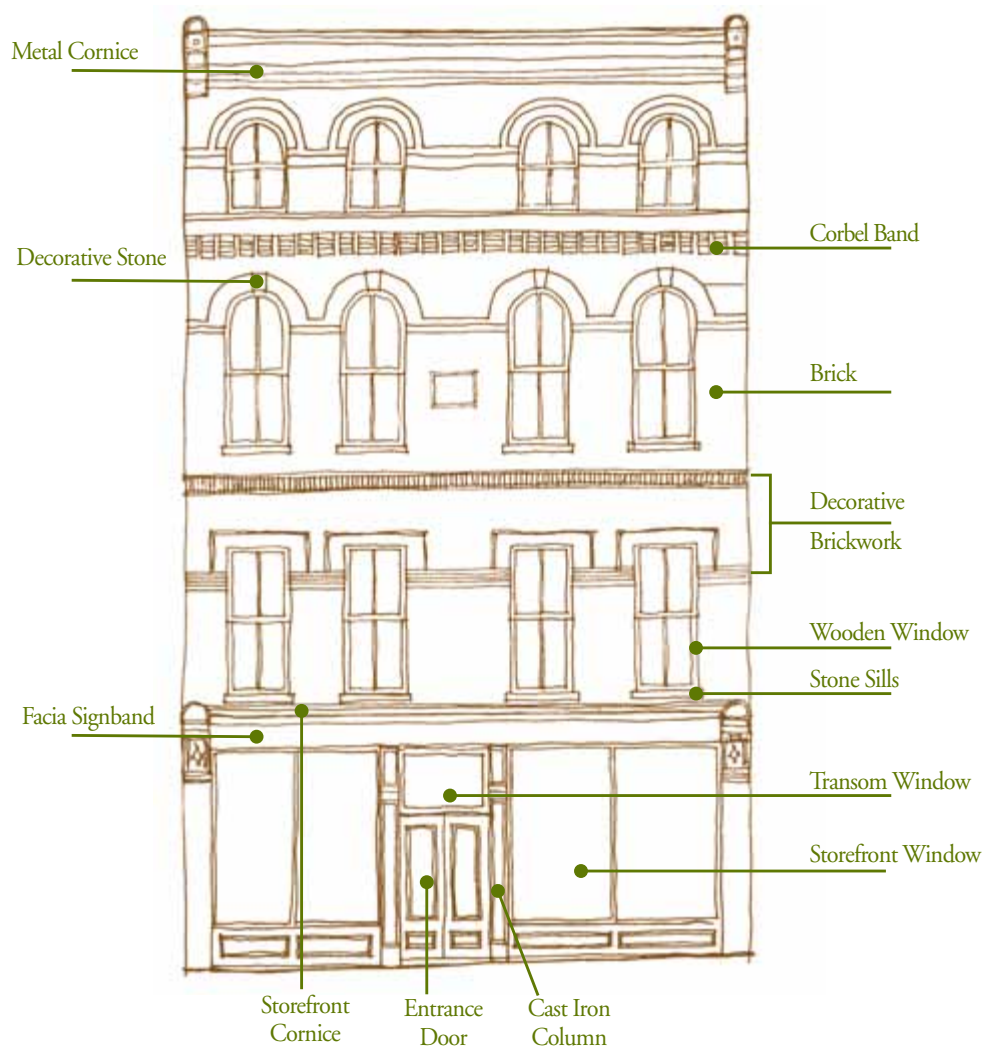 Metal Cornice
Corbel Band
Decorative Stone
Brick
Decorative
Brickwork
Wooden Window
Stone Sills
Facia Signband
Transom Window
Storefront Window
Storefront
Cornice
Entrance
Door
Cast Iron
Column